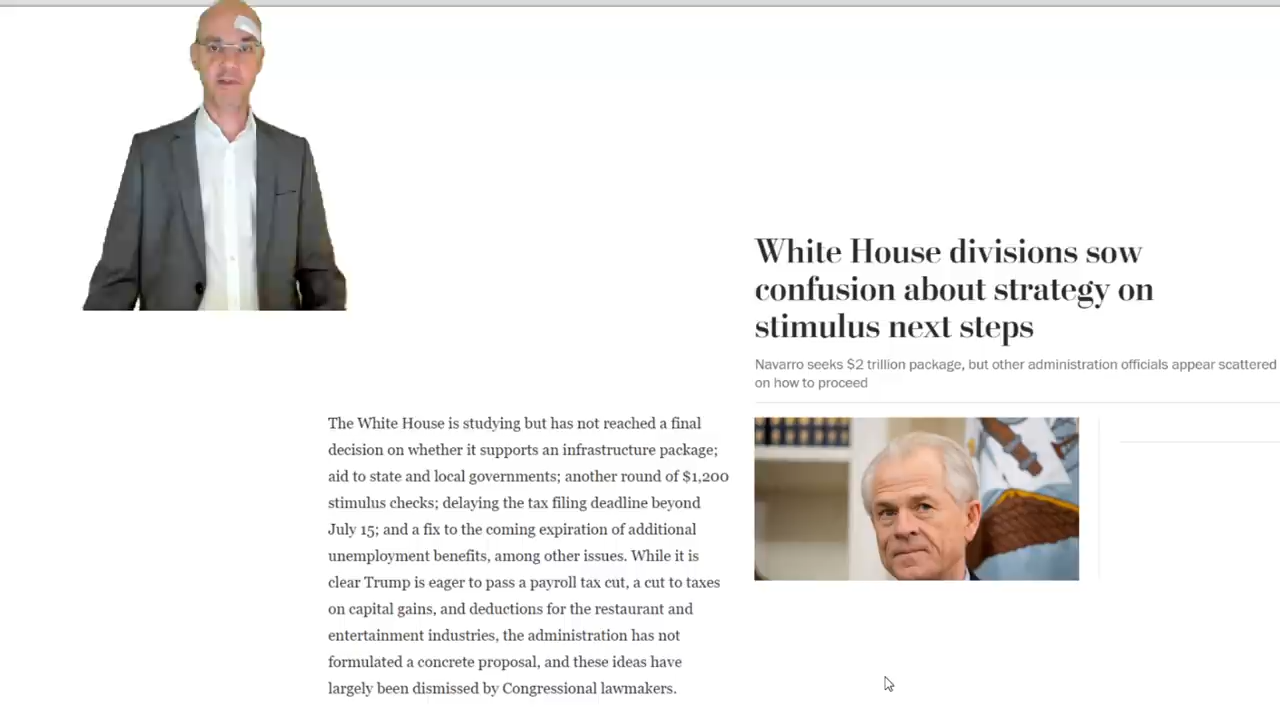 White House divisions sow
confusion about strategy on
stimulus next steps
Navarro seeks $2 trillion package, but other administration officials appear scattered
on how to proceed
The White House is studying but has not reached a final
decision on whether it supports an infrastructure package;
aid to state and local governments; another round of $1,200
stimulus checks; delaying the tax filing deadline beyond
July 15; and a fix to the coming expiration of additional
unemployment benefits, among other issues. While it is
clear Trump is eager to pass a payroll tax cut, a cut to taxes
on capital gains, and deductions for the restaurant and
entertainment industries, the administration has not
formulated a concrete proposal, and these ideas have
largely been dismissed by Congressional lawmakers.